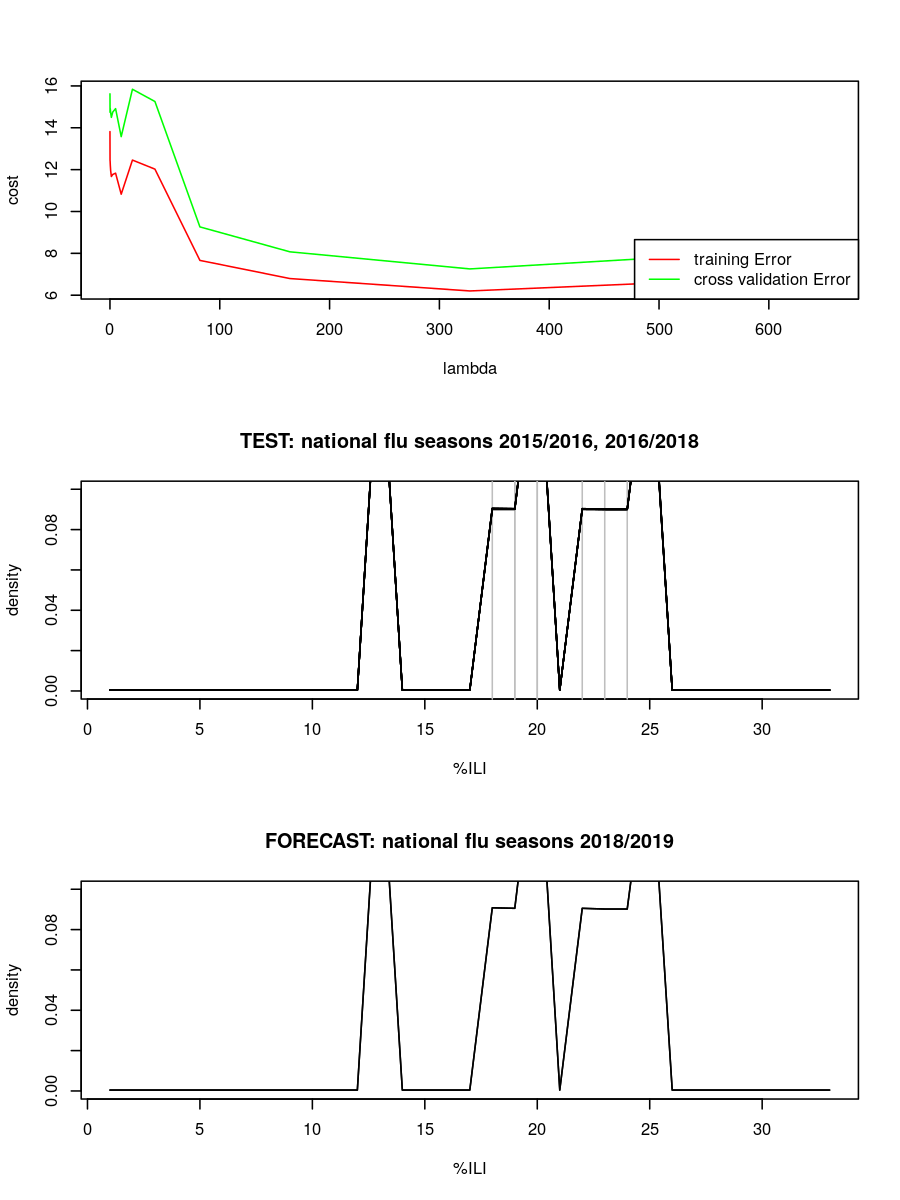 16
14
12
10
8
6
cost
training Error
cross validation Error
0 100 200 300 400 500 600
lambda
TEST: national flu seasons 2015/2016, 2016/2018
0.08
0.04
0.00
density
0 5 10 15 20 25 30
%ILI
FORECAST: national flu seasons 2018/2019
0.08
0.04
0.00
density
0 5 10 15 20 25 30
%ILI